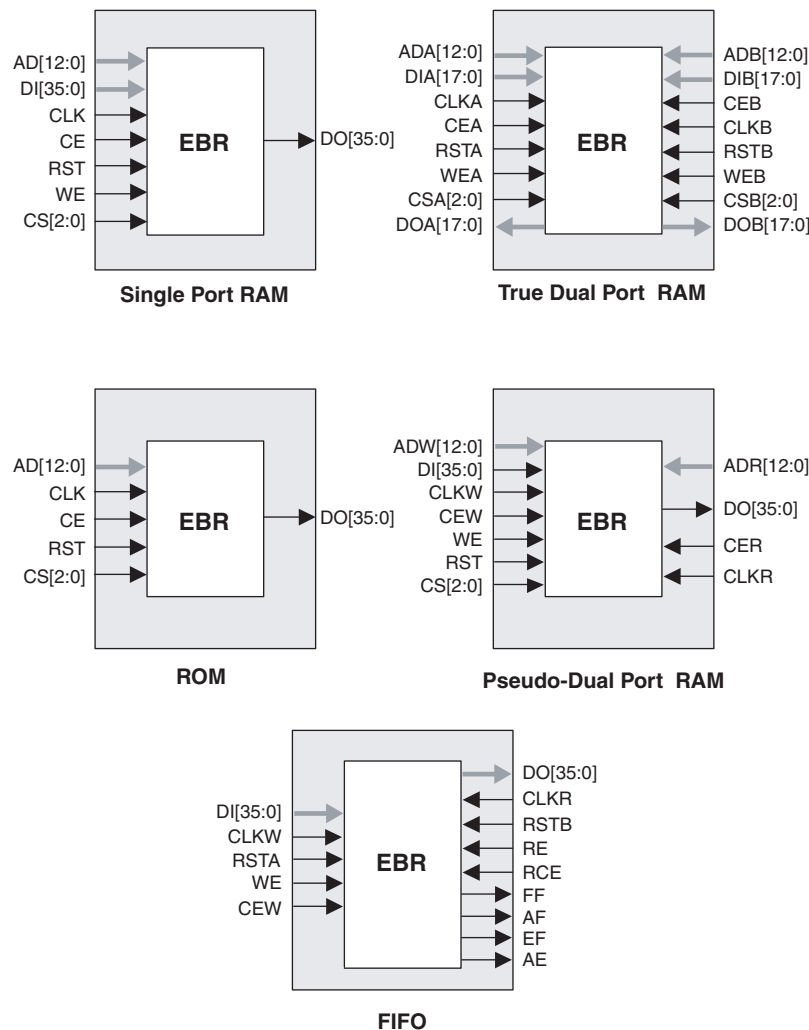 AD[12:0]
DI[35:0]
CLK
CE
RST
WE
CS[2:0]
EBR
DO[35:0]
Single Port RAM
ADA[12:0]
DIA[17:0]
CLKA
CEA
RSTA
WEA
CSA[2:0]
DOA[17:0]
EBR
ADB[12:0]
DIB[17:0]
CEB
CLKB
RSTB
WEB
CSB[2:0]
DOB[17:0]
True Dual Port RAM
AD[12:0]
CLK
CE
RST
CS[2:0]
EBR
DO[35:0]
ROM
ADW[12:0]
DI[35:0]
CLKW
CEW
WE
RST
CS[2:0]
EBR
ADR[12:0]
DO[35:0]
CER
CLKR
Pseudo-Dual Port RAM
DI[35:0]
CLKW
RSTA
WE
CEW
EBR
DO[35:0]
CLKR
RSTB
RE
RCE
FF
AF
EF
AE
FIFO